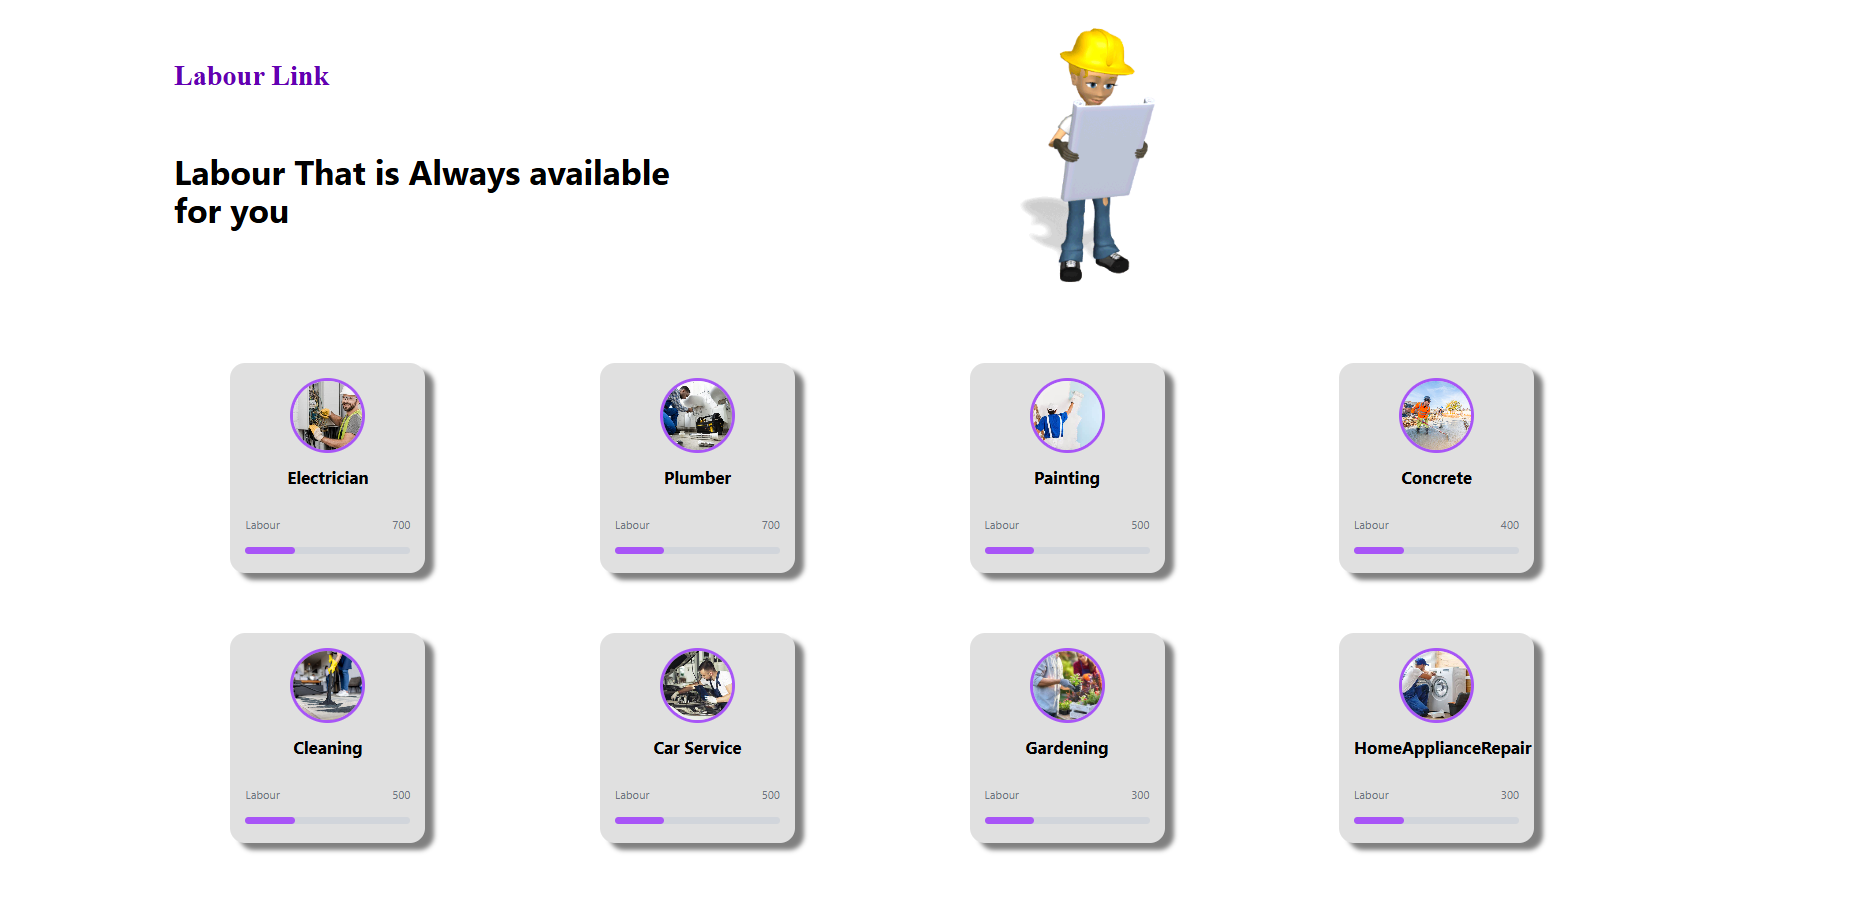 Labour Link
Labour That is Always available
for you
Electrician
Labour 700
Plumber
Labour 700
Painting
Labour 500
Concrete
Labour 400
Cleaning
Labour 500
Car Service
Labour 500
Gardening
Labour 300
HomeApplianceRepair
Labour 300